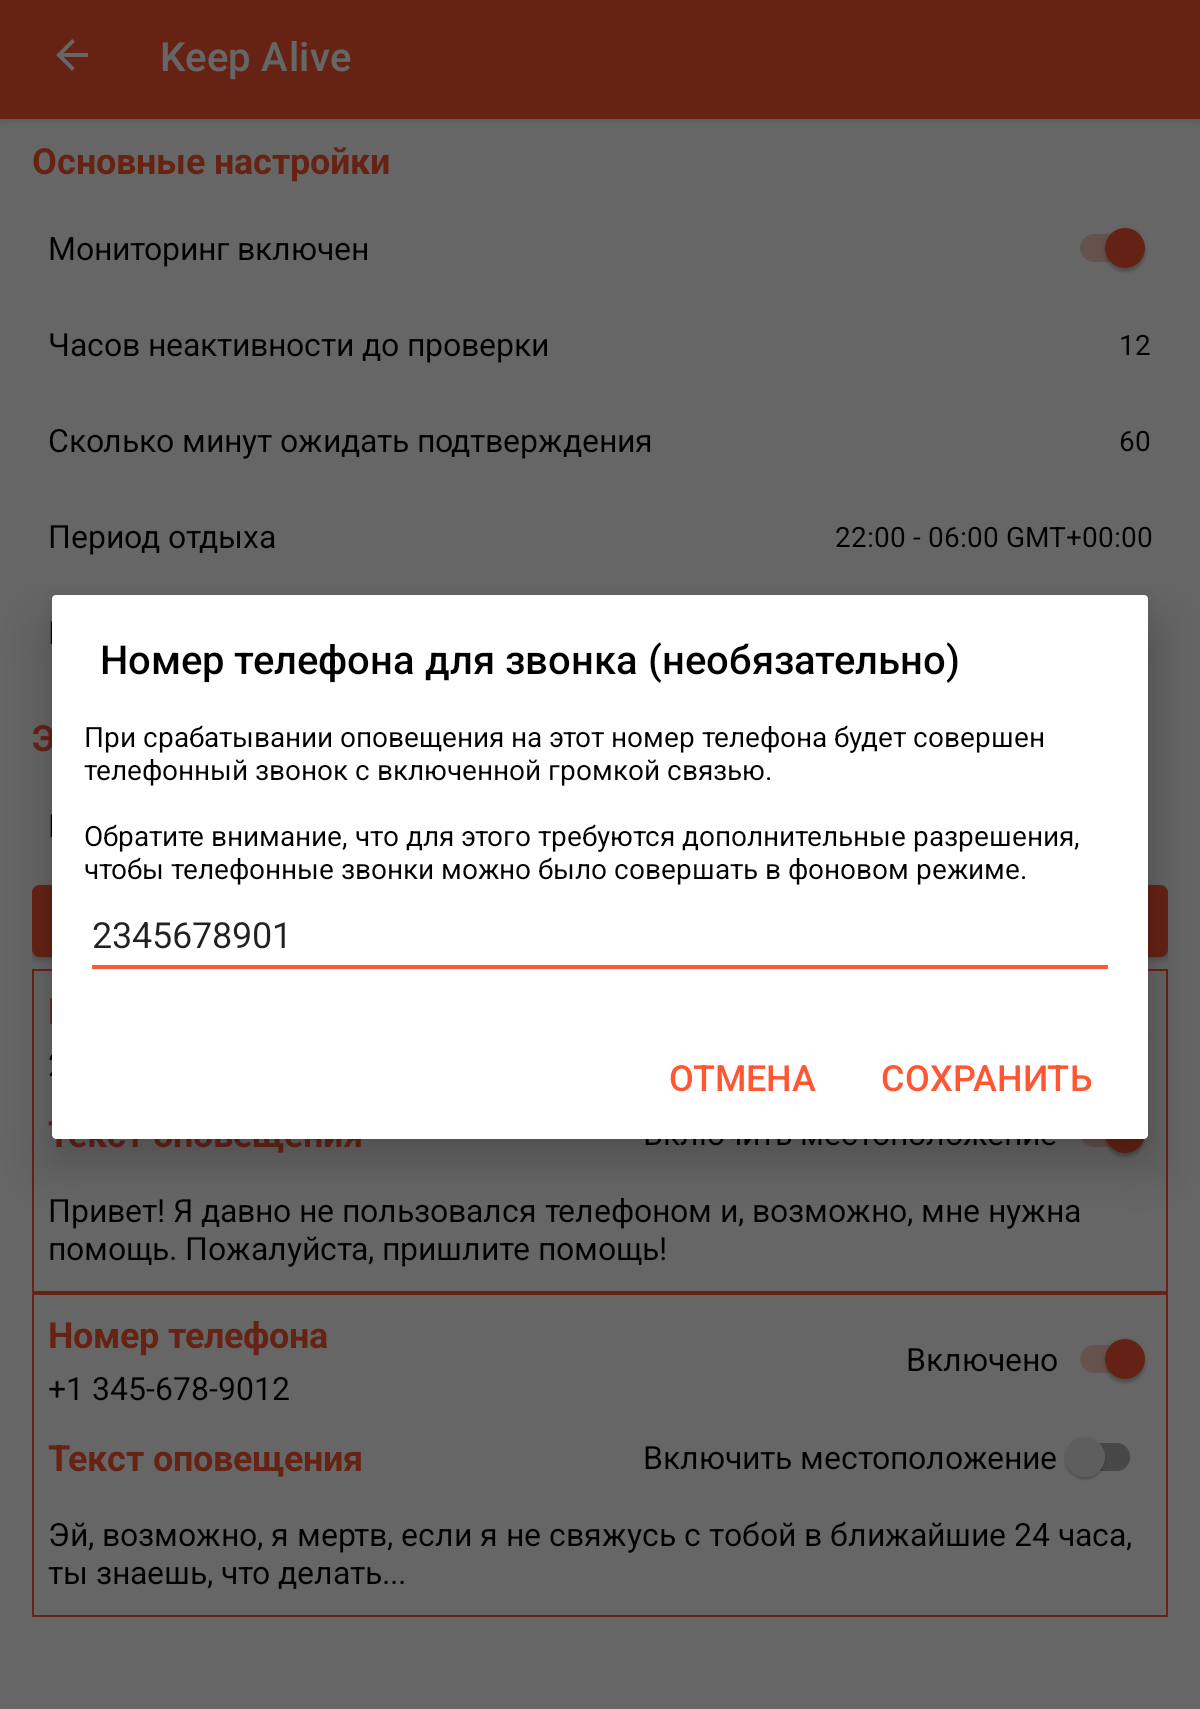 Keep Alive
Основные настройки
Мониторинг включен
Часов неактивности до проверки 12
Сколько минут ожидать подтверждения 60
Период отдыха 22:00 - 06:00 GMT+00:00
Номер телефона для звонка (необязательно)
При срабатывании оповещения на этот номер телефона будет совершен
телефонный звонок с включенной громкой связью.
Обратите внимание, что для этого требуются дополнительные разрешения,
чтобы телефонные звонки можно было совершать в фоновом режиме.
2345678901
ОТМЕНА СОХРАНИТЬ
Текст оповещения Включить местоположение
Привет! Я давно не пользовался телефоном и, возможно, мне нужна
помощь. Пожалуйста, пришлите помощь!
Номер телефона
Включено
+1 345-678-9012
Текст оповещения Включить местоположение
Эй, возможно, я мертв, если я не свяжусь с тобой в ближайшие 24 часа,
ты знаешь, что делать...